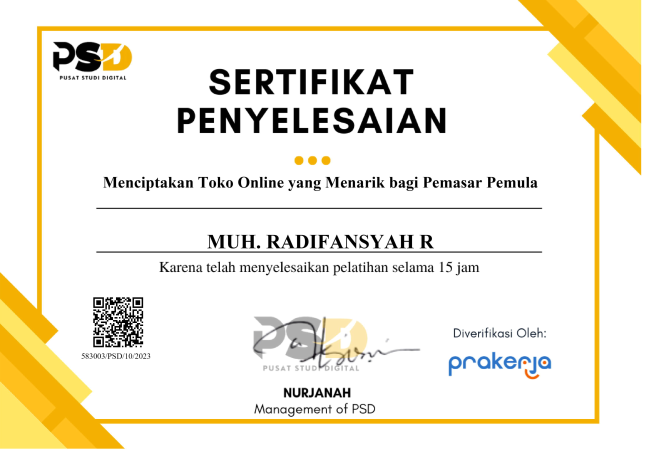 PSD
PUSAT STUDI DIGITAL
SERTIFIKAT
PENYELESAIAN
Menciptakan Toko Online yang Menarik bagi Pemasar Pemula
MUH. RADIFANSYAH R
Karena telah menyelesaikan pelatihan selama 15 jam
583003/PSD/10/2023
PSD
PUSAT STUDI DIGITAL
NURJANAH
Management of PSD
Diverifikasi Oleh:
prakerja